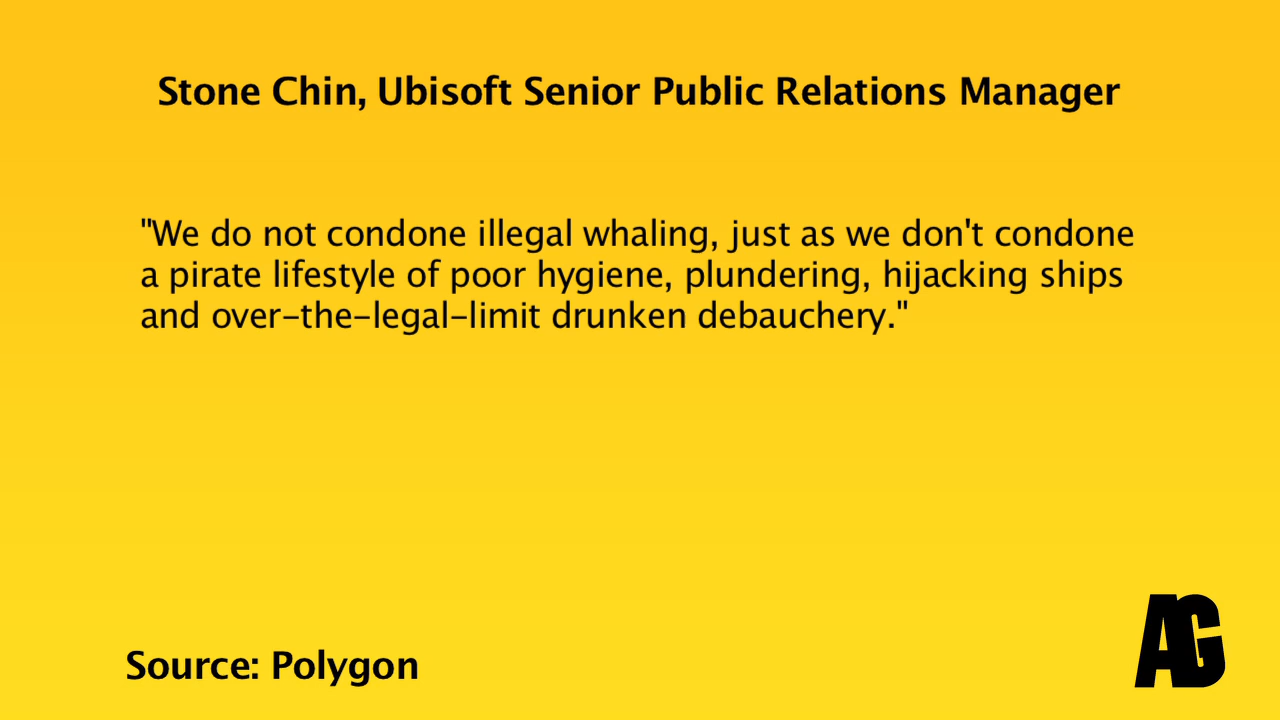 Stone Chin, Ubisoft Senior Public Relations Manager
"We do not condone illegal whaling, just as we don't condone
a pirate lifestyle of poor hygiene, plundering, hijacking ships
and over-the-legal-limit drunken debauchery."
Source: Polygon
AG